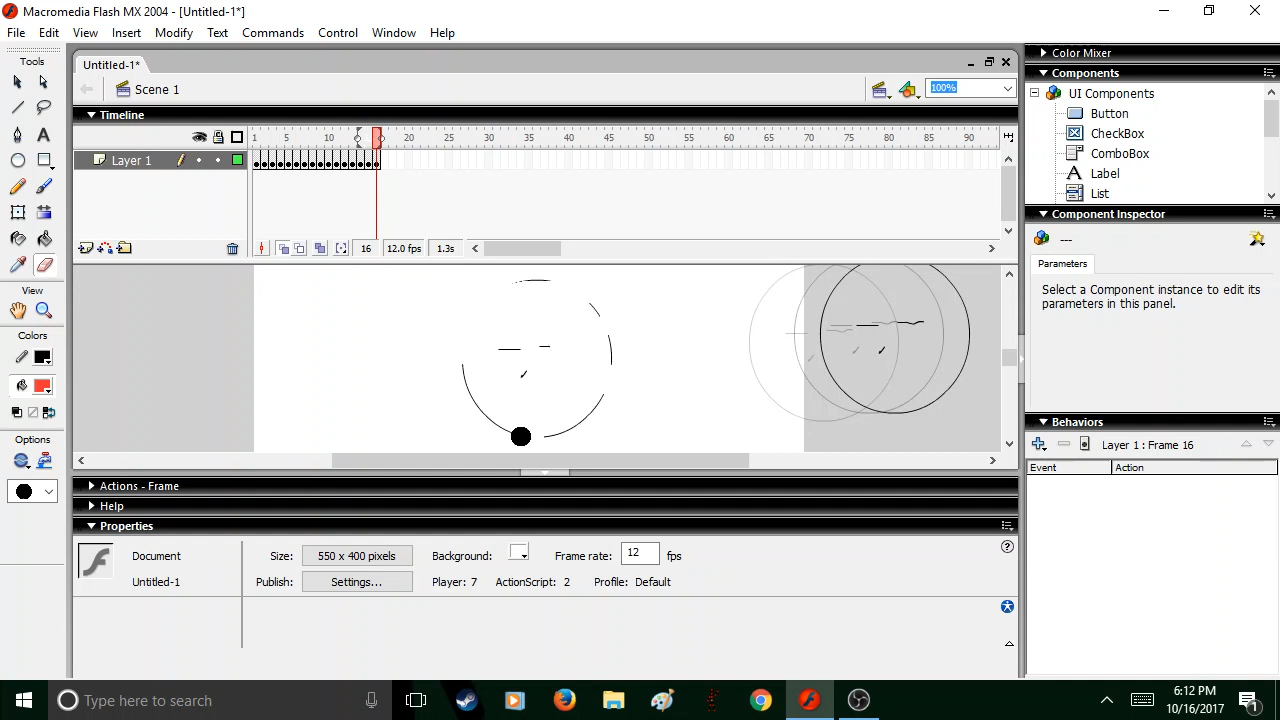 Macromedia Flash MX 2004 - [Untitled-1*]
File Edit View Insert Modify Text Commands Control Window Help
Tools
View
Colors
Options
Untitled-1*
Scene 1
100%
Timeline
1 5 10 20 25 30 35 40 45 50 55 60 65 70 75 80 85 90
Layer 1
16 12.0 fps 1.3s
Actions - Frame
Help
Properties
Document
Untitled-1
Size: 550 x 400 pixels Background: Frame rate: 12 fps
Publish: Settings... Player: 7 ActionScript: 2 Profile: Default
Color Mixer
Components
UI Components
Button
CheckBox
ComboBox
Label
List
Component Inspector
---
Parameters
Select a Component instance to edit its
parameters in this panel.
Behaviors
Layer 1 : Frame 16
Event Action
Type here to search
6:12 PM
10/16/2017
1